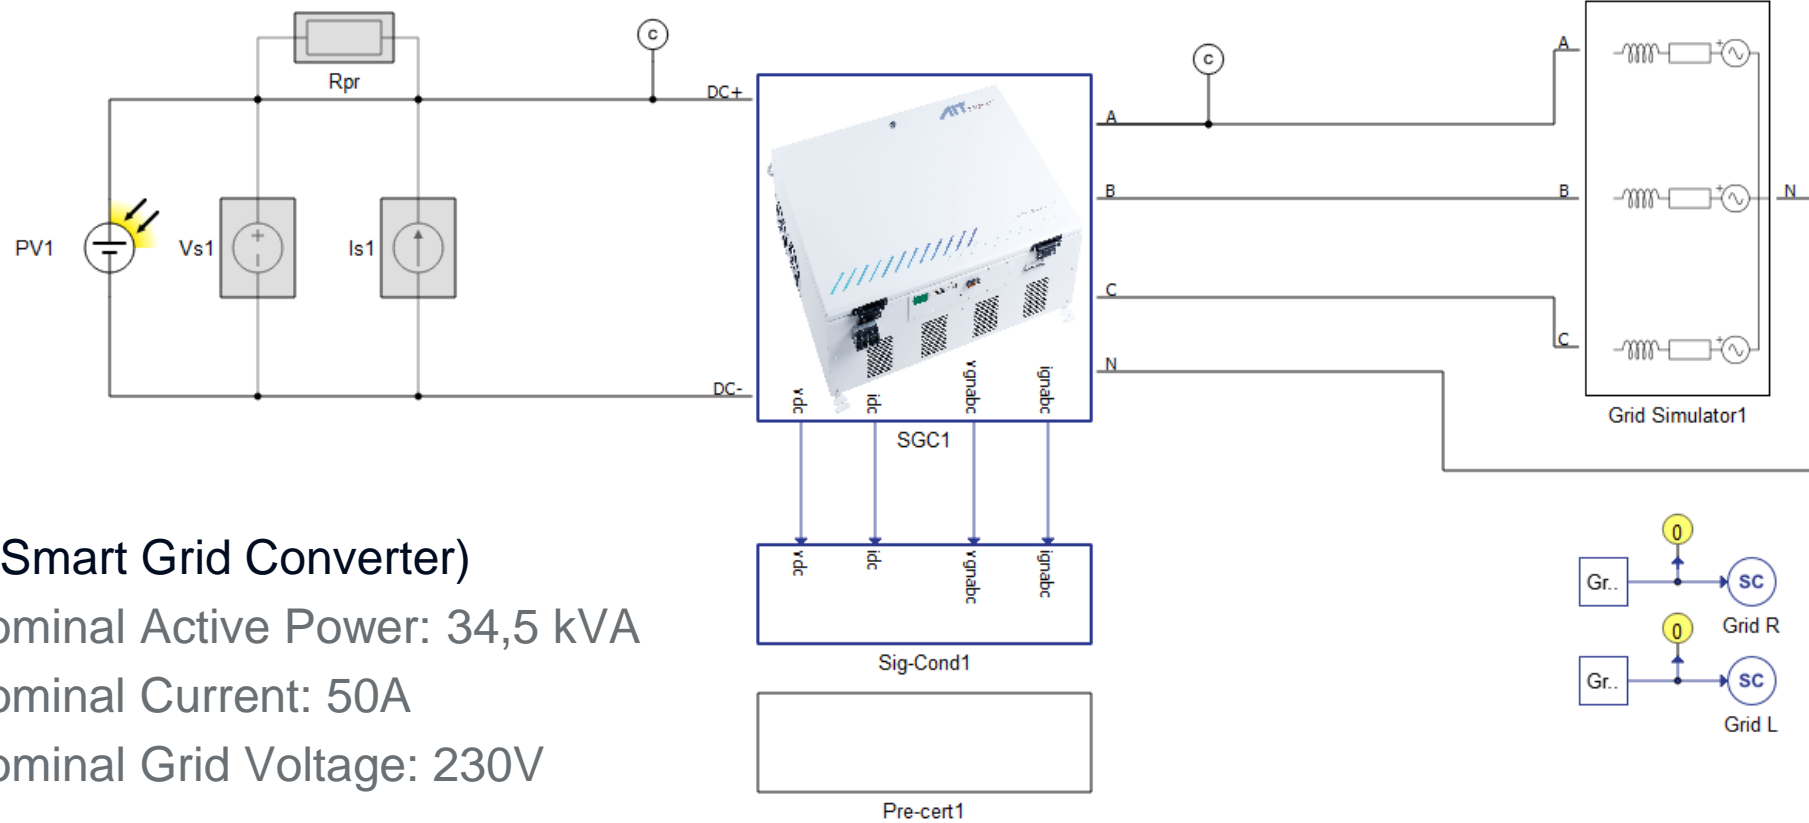 Rpr
C
C
DC+
A
A
B
B
N
PV1
Vs1
Is1
AIT
C
C
N
DC-
vdc
idc
vgnabc
ignabc
SGC1
Grid Simulator1
vdc
idc
vgnabc
ignabc
Sig-Cond1
Pre-cert1
(Smart Grid Converter)
ominal Active Power: 34,5 kVA
ominal Current: 50A
ominal Grid Voltage: 230V
0
Gr..
SC
Grid R
0
Gr..
SC
Grid L